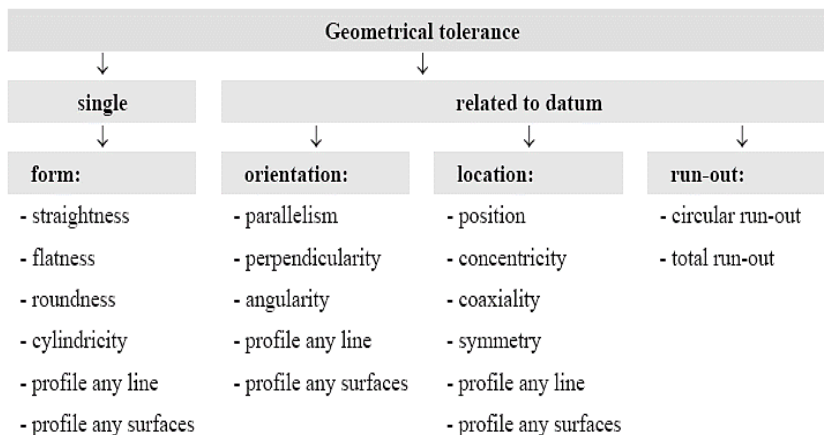 Geometrical tolerance
↓ ↓
single related to datum
↓ ↓ ↓ ↓
form: orientation: location: run-out:
- straightness - parallelism - position - circular run-out
- flatness - perpendicularity - concentricity - total run-out
- roundness - angularity - coaxiality
- cylindricity - profile any line - symmetry
- profile any line - profile any surfaces - profile any line
- profile any surfaces - profile any surfaces